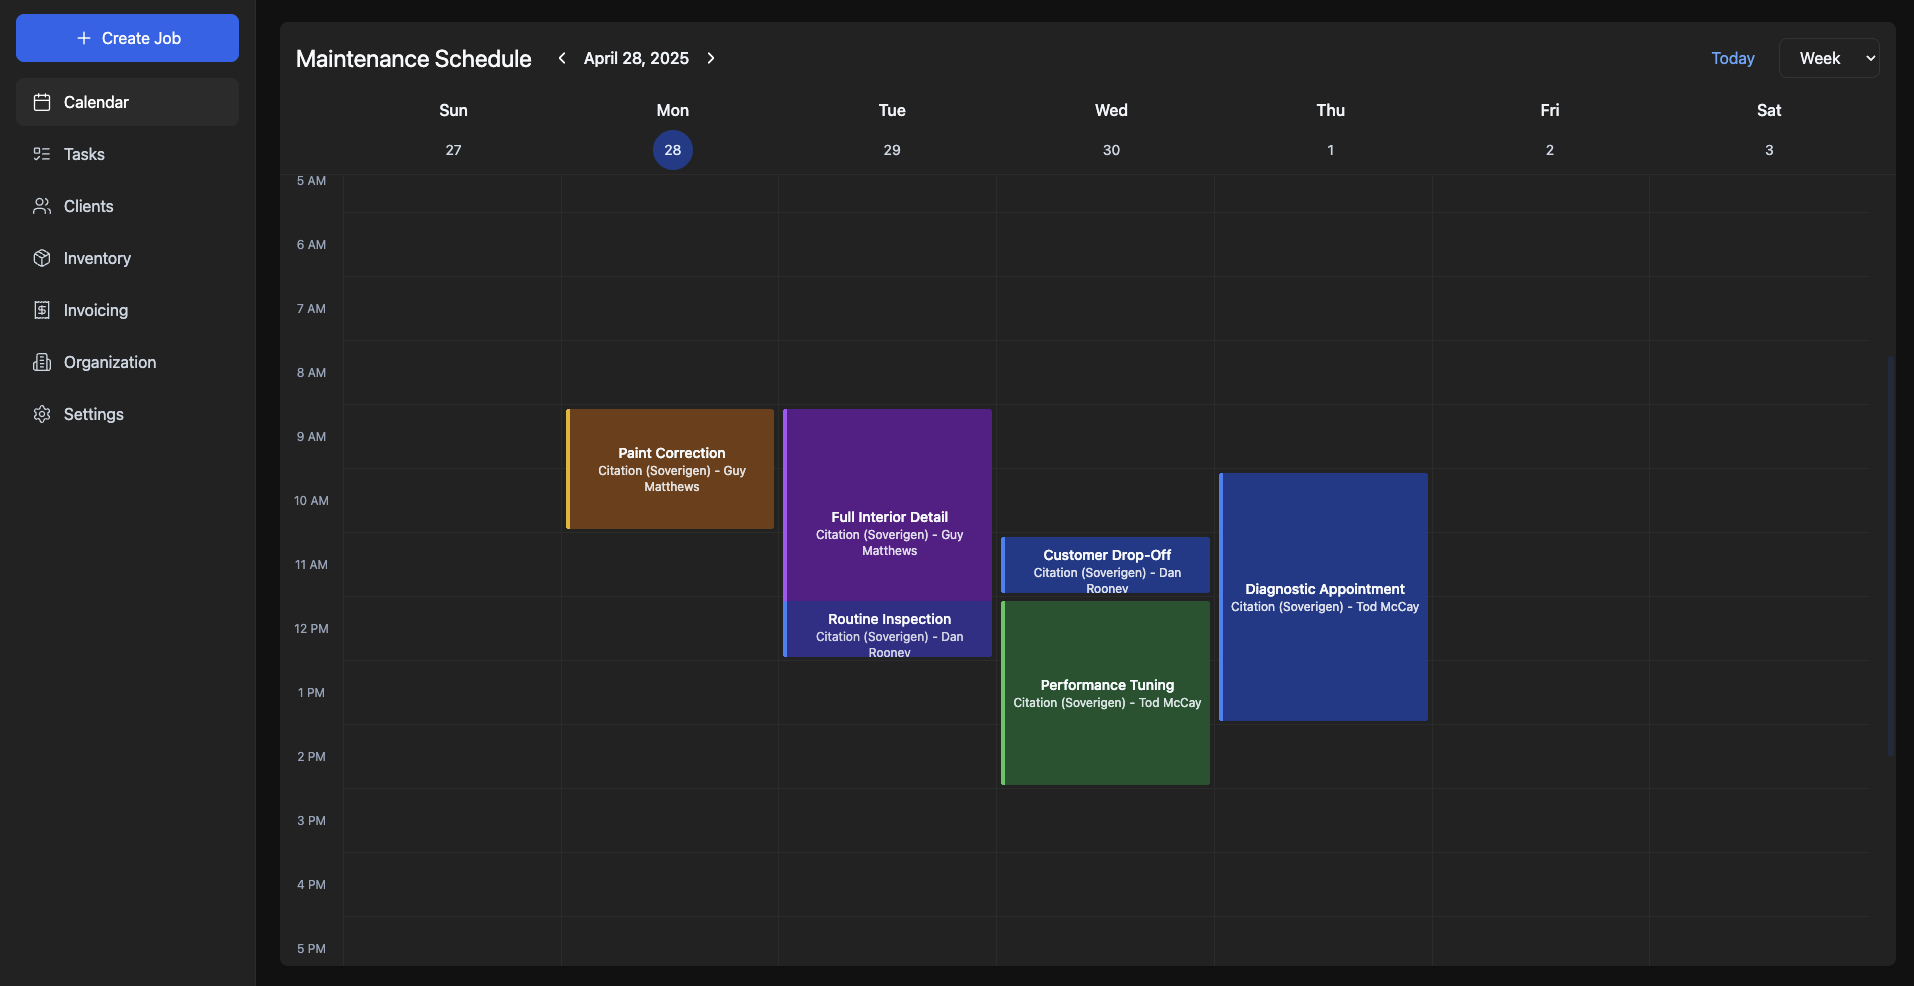 Create Job
Calendar
Tasks
Clients
Inventory
Invoicing
Organization
Settings
Maintenance Schedule
April 28, 2025
Today
Week
Sun
Mon
Tue
Wed
Thu
Fri
Sat
27
28
29
30
1
2
3
5 AM
6 AM
7 AM
8 AM
9 AM
10 AM
11 AM
12 PM
1 PM
2 PM
3 PM
4 PM
5 PM
Paint Correction
Citation (Soverigen) - Guy
Matthews
Full Interior Detail
Citation (Soverigen) - Guy
Matthews
Routine Inspection
Citation (Soverigen) - Dan
Rooney
Customer Drop-Off
Citation (Soverigen) - Dan
Rooney
Performance Tuning
Citation (Soverigen) - Tod McCay
Diagnostic Appointment
Citation (Soverigen) - Tod McCay